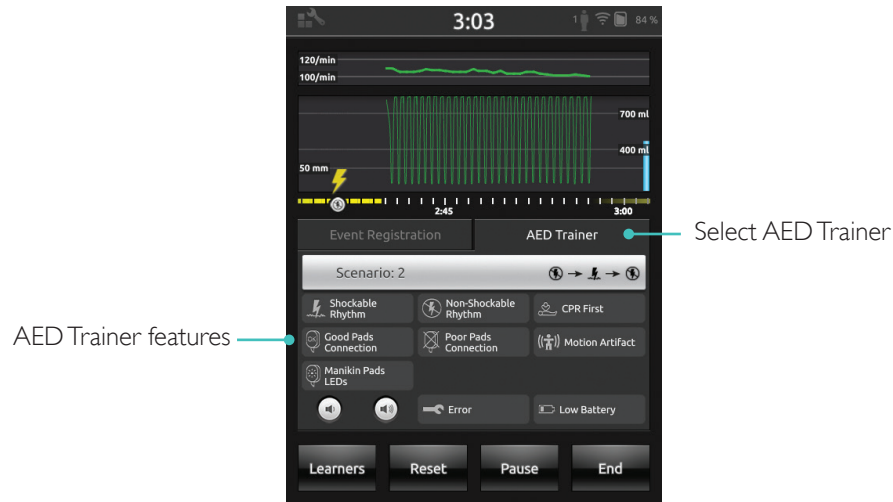 3:03
1
84 %
120/min
100/min
700 ml
400 ml
50 mm
2:45
3:00
Event Registration
AED Trainer
Select AED Trainer
Scenario: 2
Shockable
Rhythm
Non-Shockable
Rhythm
CPR First
AED Trainer features
OK
Good Pads
Connection
Poor Pads
Connection
Motion Artifact
Manikin Pads
LEDs
Error
Low Battery
Learners
Reset
Pause
End